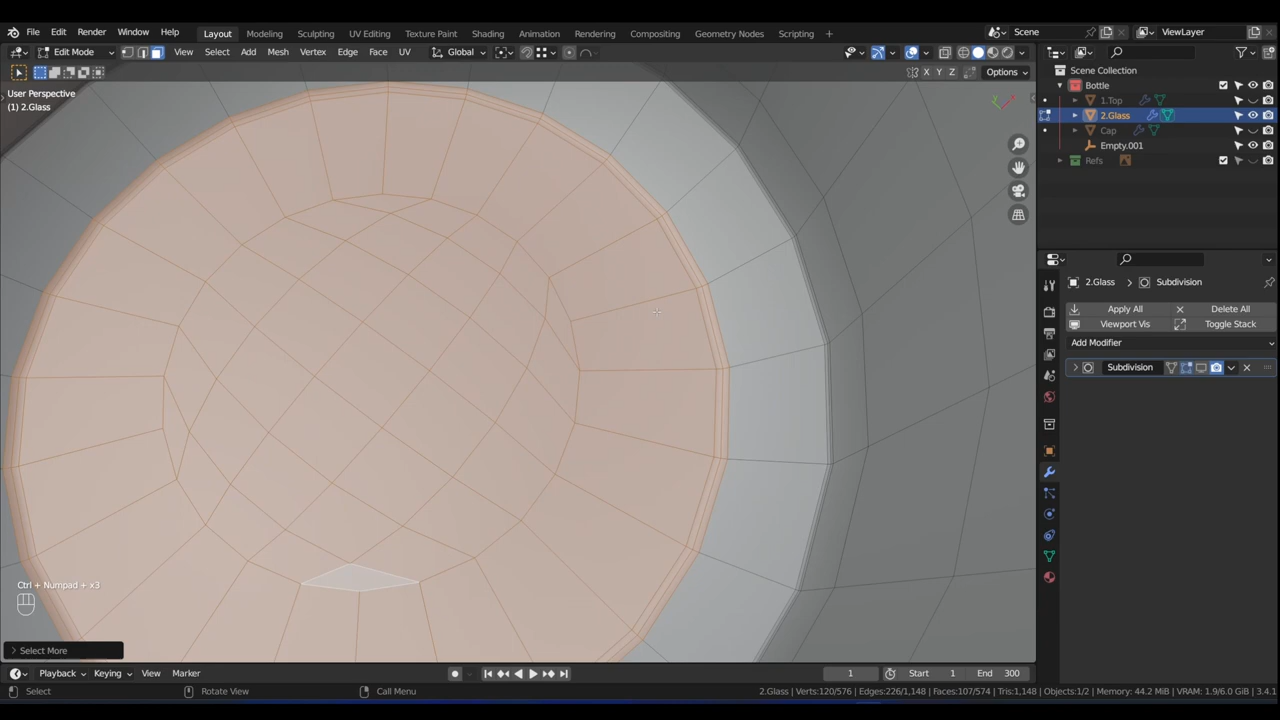 File Edit Render Window Help Layout Modeling Sculpting UV Editing Texture Paint Shading Animation Rendering Compositing Geometry Nodes Scripting + Scene ViewLayer
Edit Mode View Select Add Mesh Vertex Edge Face UV Global
X Y Z Options
User Perspective
(1) 2.Glass
Scene Collection
Bottle
1.Top
2.Glass
Cap
Empty.001
Refs
2.Glass > Subdivision
Apply All Delete All
Viewport Vis Toggle Stack
Add Modifier
Subdivision
Ctrl + Numpad + x3
> Select More
Playback Keying View Marker 1 Start 1 End 300
Select Rotate View Call Menu 2.Glass | Verts:120/576 | Edges:226/1,148 | Faces:107/574 | Tris:1,148 | Objects:1/2 | Memory: 44.2 MiB | VRAM: 1.9/6.0 GiB | 3.4.1